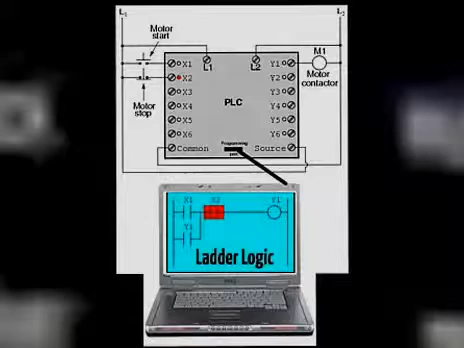 L1
L2
Motor
start
X1
L1
L2
Y1
M1
X2
Y2
Motor
contactor
X3
PLC
Y3
Motor
stop
X4
Y4
X5
Y5
X6
Y6
Common
Programming
port
Source
X1
X2
Y1
Y1
Ladder Logic